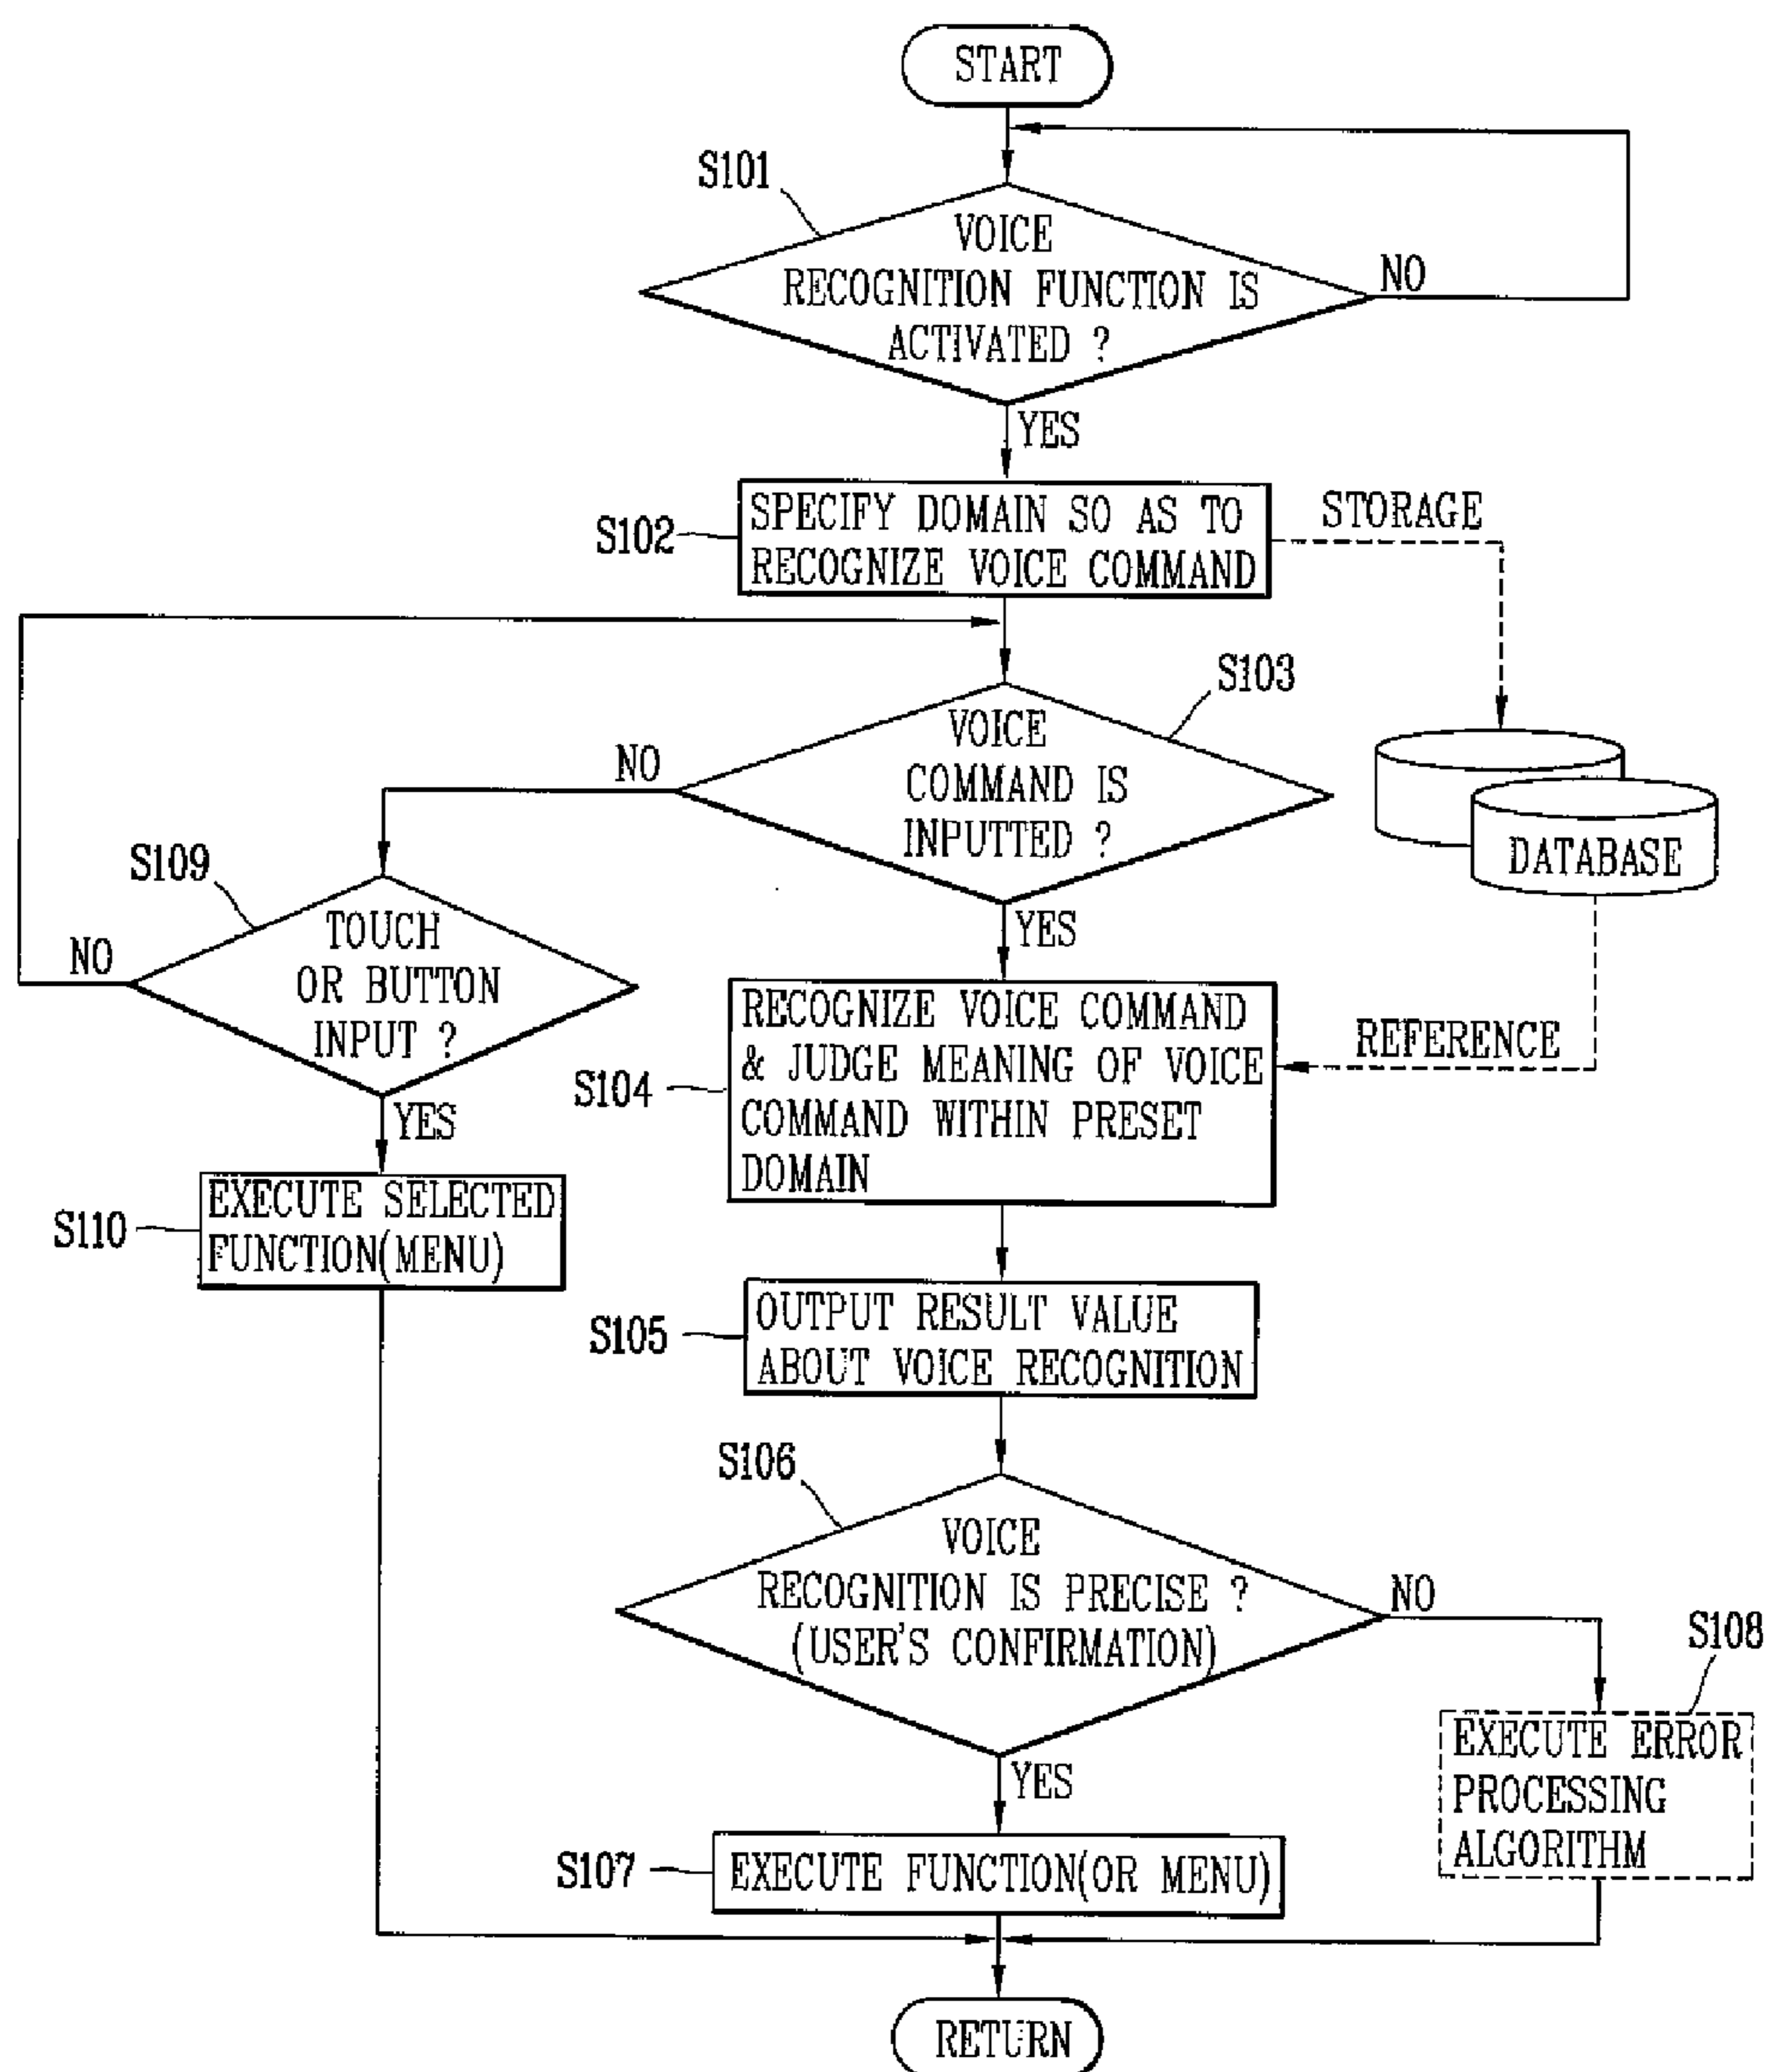 START
S101
VOICE
RECOGNITION FUNCTION IS
ACTIVATED ?
NO
YES
S102
SPECIFY DOMAIN SO AS TO
RECOGNIZE VOICE COMMAND
STORAGE
S103
VOICE
COMMAND IS
INPUTTED ?
NO
YES
DATABASE
S109
TOUCH
OR BUTTON
INPUT ?
NO
YES
S104
RECOGNIZE VOICE COMMAND
& JUDGE MEANING OF VOICE
COMMAND WITHIN PRESET
DOMAIN
REFERENCE
S110
EXECUTE SELECTED
FUNCTION(MENU)
S105
OUTPUT RESULT VALUE
ABOUT VOICE RECOGNITION
S106
VOICE
RECOGNITION IS PRECISE ?
(USER'S CONFIRMATION)
NO
YES
S108
EXECUTE ERROR
PROCESSING
ALGORITHM
S107
EXECUTE FUNCTION(OR MENU)
RETURN